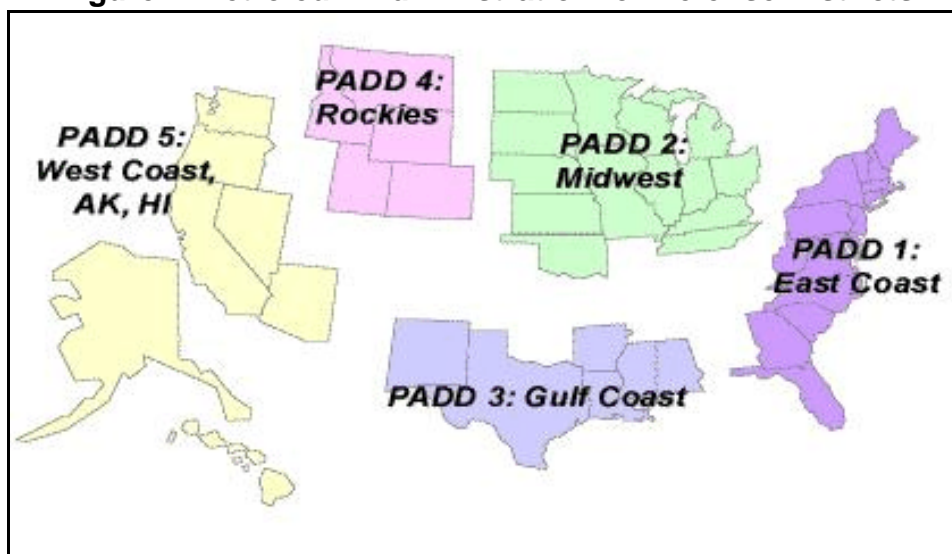 PADD 4:
Rockies
PADD 5:
West Coast,
AK, HI
PADD 2:
Midwest
PADD 1:
East Coast
PADD 3: Gulf Coast